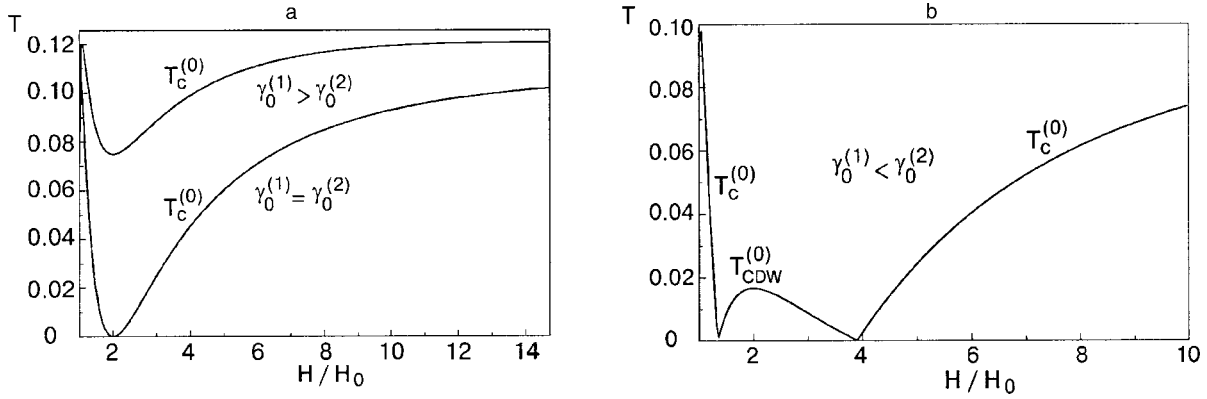 a
T
0.12
0.10
0.08
0.06
0.04
0.02
0
T_c^(0)
γ_0^(1) > γ_0^(2)
T_c^(0)
γ_0^(1) = γ_0^(2)
2 4 6 8 10 12 14
H / H_0
b
T
0.10
0.08
0.06
0.04
0.02
0
T_c^(0)
γ_0^(1) < γ_0^(2)
T_c^(0)
T_CDW^(0)
2 4 6 8 10
H / H_0